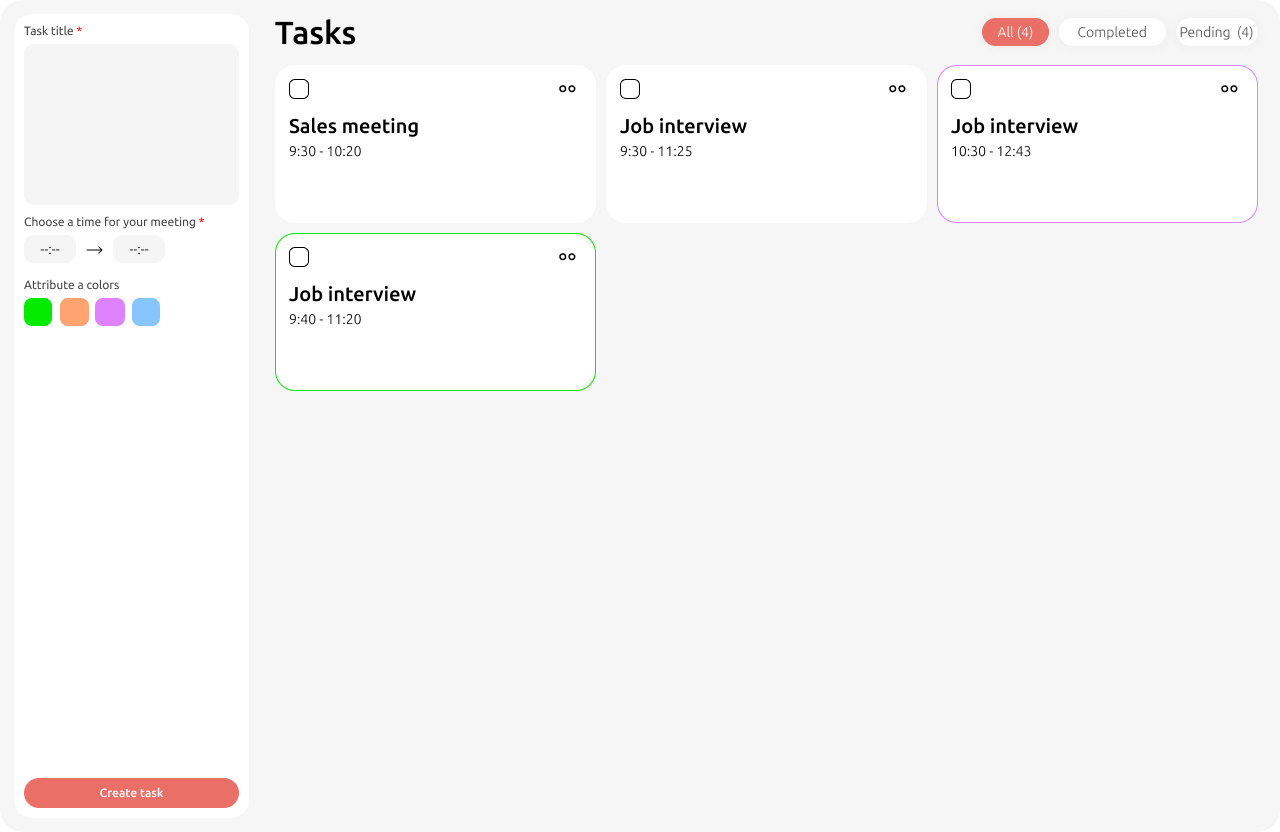 Task title *
Choose a time for your meeting *
--:-- → --:--
Attribute a colors
Create task
Tasks
All (4)
Completed
Pending (4)
Sales meeting
9:30 - 10:20
Job interview
9:30 - 11:25
Job interview
10:30 - 12:43
Job interview
9:40 - 11:20